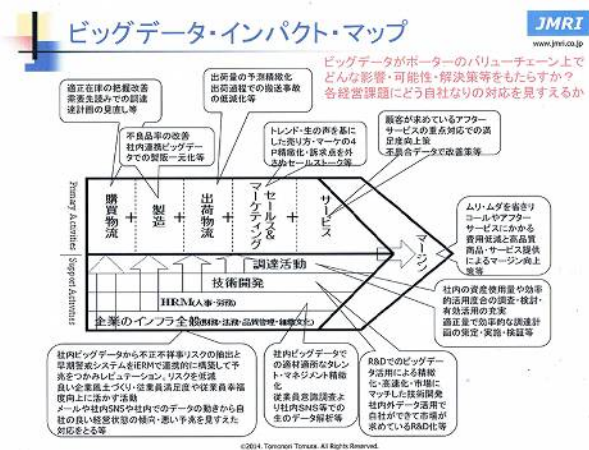 ビッグデータ・インパクト・マップ
JMRI
www.jmri.co.jp
ビッグデータがポーターのバリューチェーン上で
どんな影響・可能性・解決策等をもたらすか？
各経営課題にどう自社なりの対応を見すえるか
適正在庫の把握改善
需要先読みでの調達
達計画の見直し等
出荷量の予測精緻化
出荷過程での搬送事故
の低減化等
不良品率の改善
社内連携ビッグデー
タでの製販一元化等
トレンド・生の声を基に
した売り方・マーケの4
P精緻化・訴求点を外
さぬセールストーク等
顧客が求めているアフター
サービスの重点対応での満
足度向上策
不具合データで改善策等
Primary Activities
購買物流
+
製造
+
出荷物流
+
セールス&
マーケティング
+
サービス
マージン
ムリ・ムダを省きリ
コールやアフター
サービスにかかる
費用低減と高品質
商品・サービス提供
によるマージン向上
策等
Support Activities
調達活動
技術開発
HRM(人事・労務)
企業のインフラ全般(財務・法務・品質管理・組織文化)
社内の資産使用量や効率
的活用度合の調査・検討・
有効活用の充実
適正量で効率的な調達計
画の策定・実施・検証等
社内ビッグデータから不正不祥事リスクの抽出と
早期警戒システムをiERMで連携的に構築して予
兆をつかみレピュテーション、リスクを低減
良い企業風土づくり・従業員満足度や従業員幸福
度向上に活かす活動
メールや社内SNSや社内でのデータの動きから自
社の良い経営状態の傾向・悪い予兆を見すえた
対応をとる等
社内ビッグデータで
の適材適所なタレン
ト・マネジメント精緻
化
従業員意識調査よ
り社内SNS等での
生のデータ解析等
R&Dでのビッグデー
タ活用による精緻
化・高速化・市場に
マッチした技術開発
社内外データ活用で
自社ができて市場が
求めているR&D化等
©2014. Tomonori Tomura. All Rights Reserved.